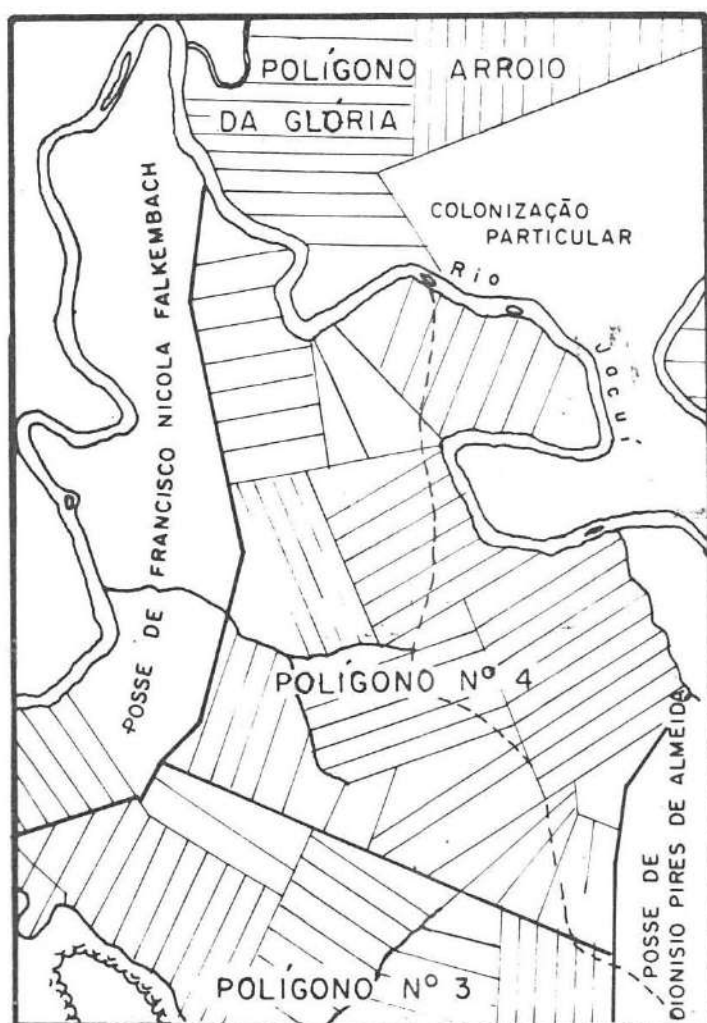 POLÍGONO ARROIO
DA GLÓRIA
COLONIZAÇÃO
PARTICULAR
Rio
Jacuí
POSSE DE FRANCISCO NICOLA FALKEMBACH
POLÍGONO Nº 4
POSSE DE
DIONISIO PIRES DE ALMEIDA
POLÍGONO Nº 3